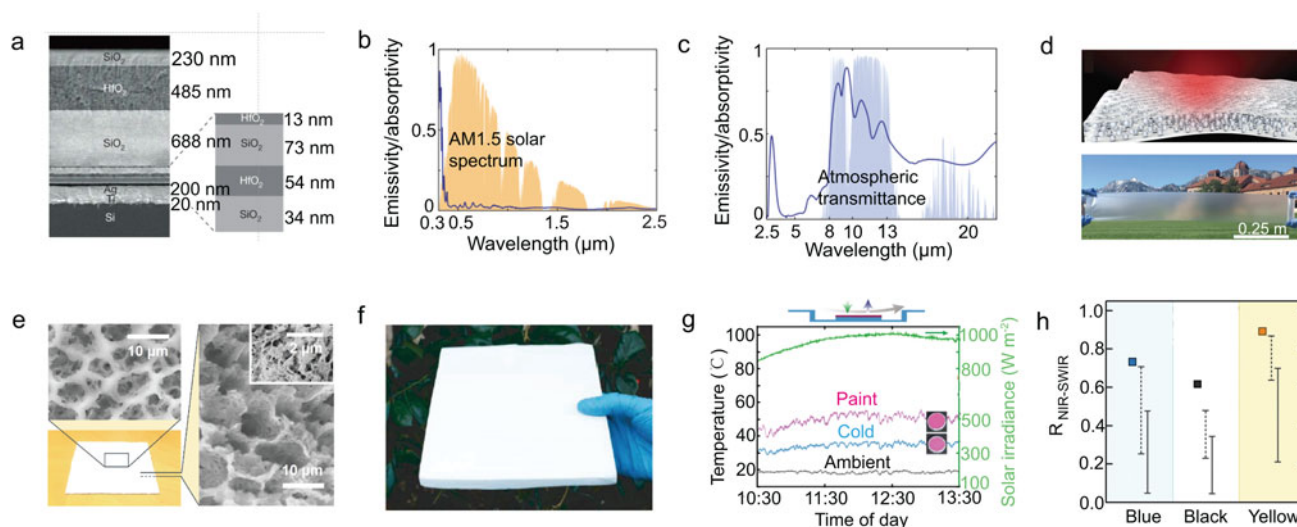 a
SiO₂
230 nm
HfO₂
485 nm
SiO₂
688 nm
Ag
200 nm
Ti
20 nm
Si
HfO₂
13 nm
SiO₂
73 nm
HfO₂
54 nm
SiO₂
34 nm
b
Emissivity/absorptivity
1
0.5
0
AM1.5 solar
spectrum
0.3 0.5 1.5 2.5
Wavelength (μm)
c
Emissivity/absorptivity
1
0.5
0
Atmospheric
transmittance
2.5 5 8 10 13 20
Wavelength (μm)
d
0.25 m
e
10 μm
2 μm
10 μm
f
g
Temperature (℃)
100
80
60
40
20
Paint
Cold
Ambient
1000
800
500
300
100
Solar irradiance (W m⁻²)
10:30 11:30 12:30 13:30
Time of day
h
R NIR-SWIR
1.0
0.8
0.6
0.4
0.2
0.0
Blue Black Yellow